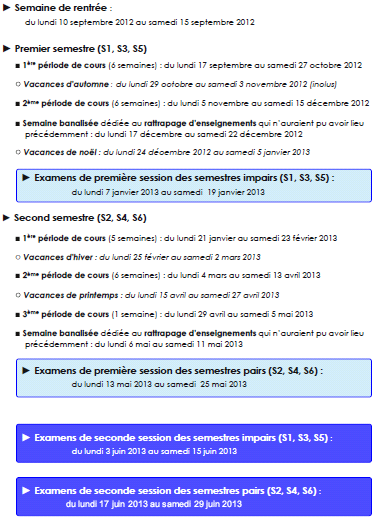 ► Semaine de rentrée :
du lundi 10 septembre 2012 au samedi 15 septembre 2012
► Premier semestre (S1, S3, S5)
■ 1ère période de cours (6 semaines) : du lundi 17 septembre au samedi 27 octobre 2012
○ Vacances d'automne : du lundi 29 octobre au samedi 3 novembre 2012 (inclus)
■ 2ème période de cours (6 semaines) : du lundi 5 novembre au samedi 15 décembre 2012
■ Semaine banalisée dédiée au rattrapage d'enseignements qui n'auraient pu avoir lieu
précédemment : du lundi 17 décembre au samedi 22 décembre 2012
○ Vacances de noël : du lundi 24 décembre 2012 au samedi 5 janvier 2013
► Examens de première session des semestres impairs (S1, S3, S5) :
du lundi 7 janvier 2013 au samedi 19 janvier 2013
► Second semestre (S2, S4, S6)
■ 1ère période de cours (5 semaines) : du lundi 21 janvier au samedi 23 février 2013
○ Vacances d'hiver : du lundi 25 février au samedi 2 mars 2013
■ 2ème période de cours (6 semaines) : du lundi 4 mars au samedi 13 avril 2013
○ Vacances de printemps : du lundi 15 avril au samedi 27 avril 2013
■ 3ème période de cours (1 semaine) : du lundi 29 avril au samedi 5 mai 2013
■ Semaine banalisée dédiée au rattrapage d'enseignements qui n'auraient pu avoir lieu
précédemment : du lundi 6 mai au samedi 11 mai 2013
► Examens de première session des semestres pairs (S2, S4, S6) :
du lundi 13 mai 2013 au samedi 25 mai 2013
► Examens de seconde session des semestres impairs (S1, S3, S5) :
du lundi 3 juin 2013 au samedi 15 juin 2013
► Examens de seconde session des semestres pairs (S2, S4, S6) :
du lundi 17 juin 2013 au samedi 29 juin 2013